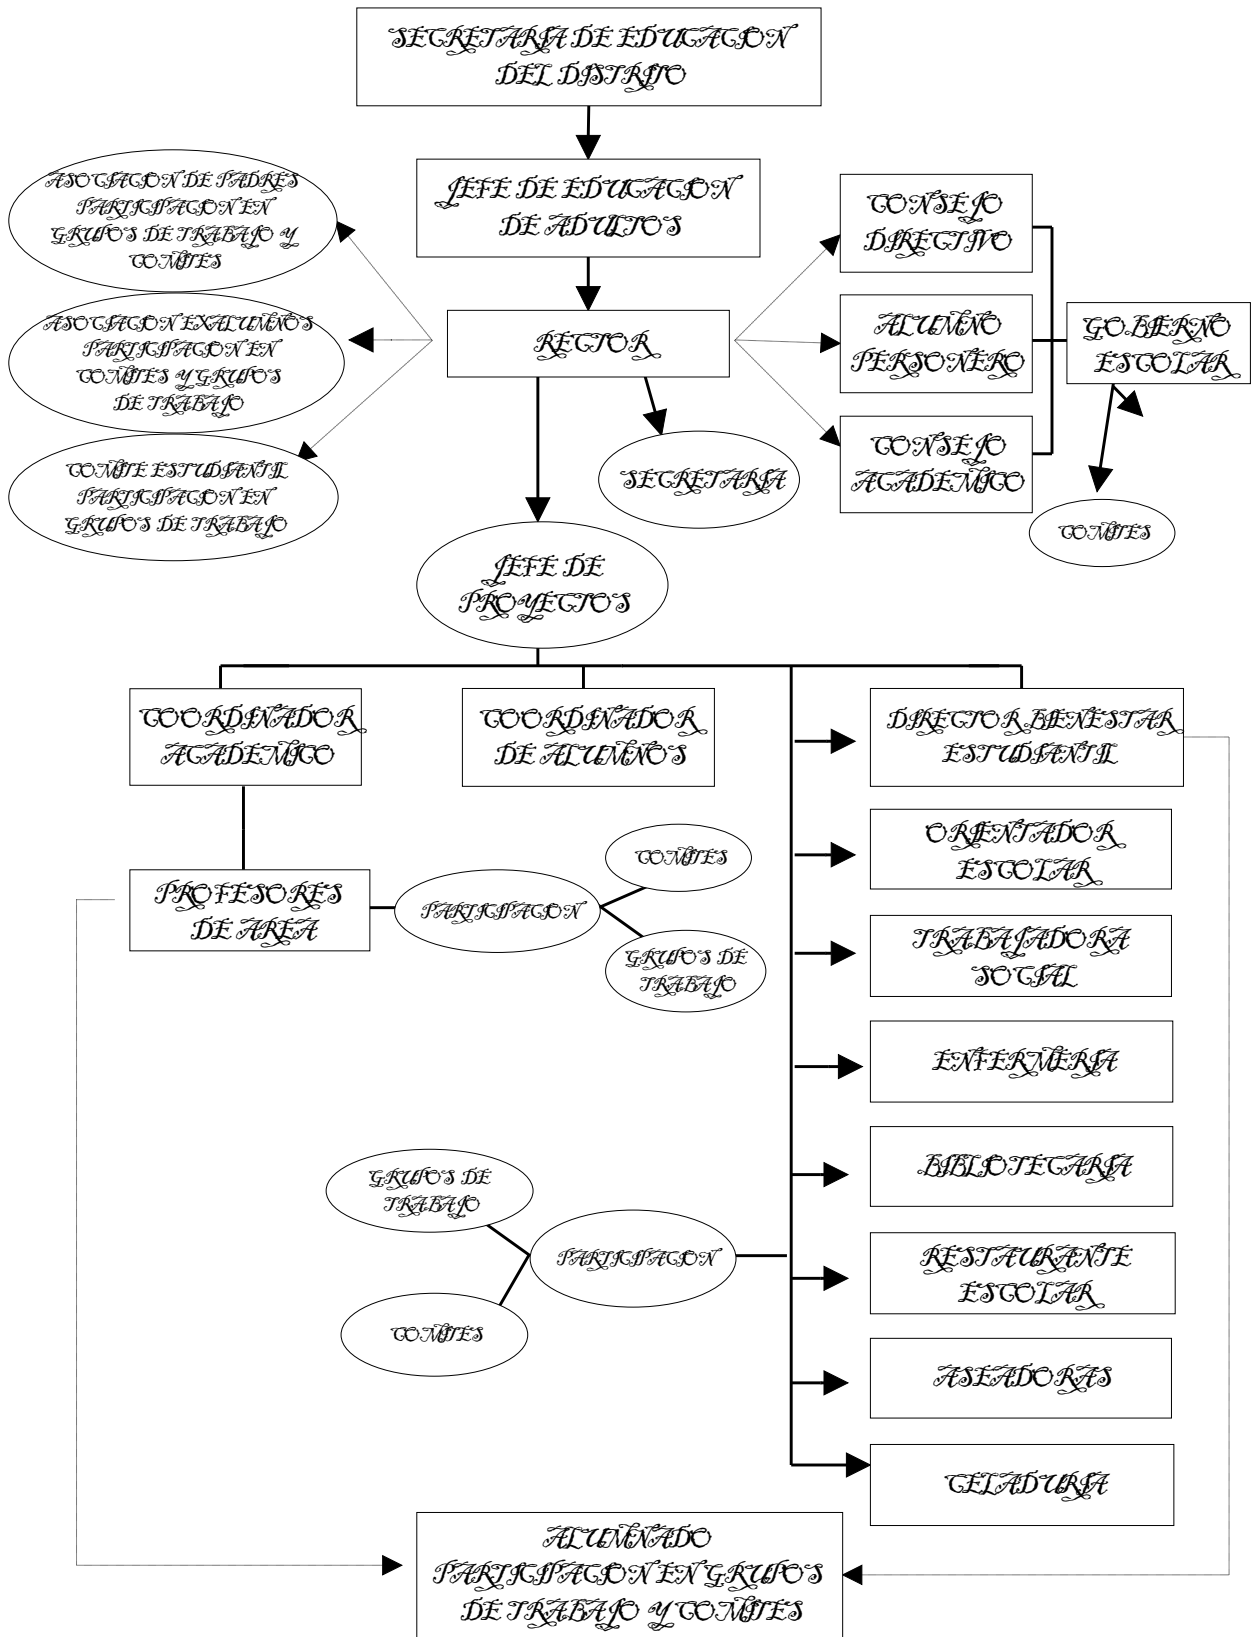 SECRETARIA DE EDUCACION
DEL DISTRITO
JEFE DE EDUCACION
DE ADULTOS
ASOCIACION DE PADRES
PARTICIPACION EN
GRUPOS DE TRABAJO Y
COMITES
CONSEJO
DIRECTIVO
ASOCIACION EXALUMNOS
PARTICIPACION EN
COMITES Y GRUPOS
DE TRABAJO
RECTOR
ALUMNO
PERSONERO
GOBIERNO
ESCOLAR
COMITE ESTUDIANTIL
PARTICIPACION EN
GRUPOS DE TRABAJO
SECRETARIA
CONSEJO
ACADEMICO
COMITES
JEFE DE
PROYECTOS
COORDINADOR
ACADEMICO
COORDINADOR
DE ALUMNOS
DIRECTOR BIENESTAR
ESTUDIANTIL
ORIENTADOR
ESCOLAR
PROFESORES
DE AREA
PARTICIPACION
COMITES
GRUPOS DE
TRABAJO
TRABAJADORA
SOCIAL
ENFERMERIA
BIBLIOTECARIA
GRUPOS DE
TRABAJO
PARTICIPACION
COMITES
RESTAURANTE
ESCOLAR
ASEADORAS
CELADURIA
ALUMNADO
PARTICIPACION EN GRUPOS
DE TRABAJO Y COMITES